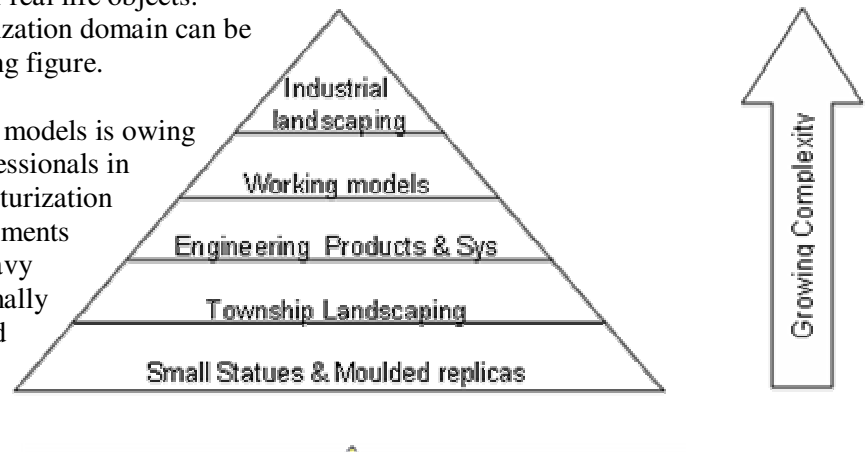 real life objects.
ization domain can be
ng figure.
models is owing
essionals in
turization
ments
avy
nally
d
Industrial
landscaping
Working models
Engineering Products & Sys
Township Landscaping
Small Statues & Moulded replicas
Growing Complexity